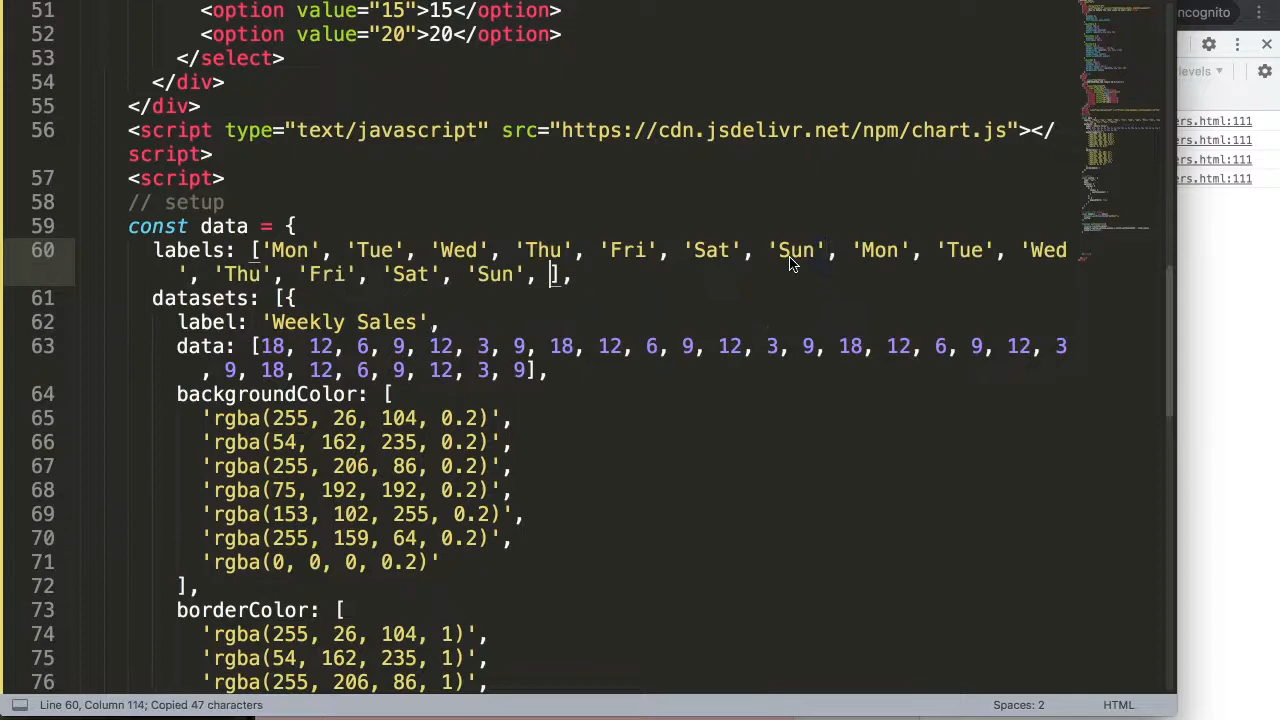 51 <option value="15">15</option>
52 <option value="20">20</option>
53 </select>
54 </div>
55 </div>
56 <script type="text/javascript" src="https://cdn.jsdelivr.net/npm/chart.js"></
script>
57 <script>
58 // setup
59 const data = {
60 labels: ['Mon', 'Tue', 'Wed', 'Thu', 'Fri', 'Sat', 'Sun', 'Mon', 'Tue', 'Wed
', 'Thu', 'Fri', 'Sat', 'Sun', ],
61 datasets: [{
62 label: 'Weekly Sales',
63 data: [18, 12, 6, 9, 12, 3, 9, 18, 12, 6, 9, 12, 3, 9, 18, 12, 6, 9, 12, 3
, 9, 18, 12, 6, 9, 12, 3, 9],
64 backgroundColor: [
65 'rgba(255, 26, 104, 0.2)',
66 'rgba(54, 162, 235, 0.2)',
67 'rgba(255, 206, 86, 0.2)',
68 'rgba(75, 192, 192, 0.2)',
69 'rgba(153, 102, 255, 0.2)',
70 'rgba(255, 159, 64, 0.2)',
71 'rgba(0, 0, 0, 0.2)'
72 ],
73 borderColor: [
74 'rgba(255, 26, 104, 1)',
75 'rgba(54, 162, 235, 1)',
76 'rgba(255, 206, 86, 1)',
Line 60, Column 114; Copied 47 characters
Spaces: 2
HTML
ncognito
levels
ers.html:111
ers.html:111
ers.html:111
ers.html:111